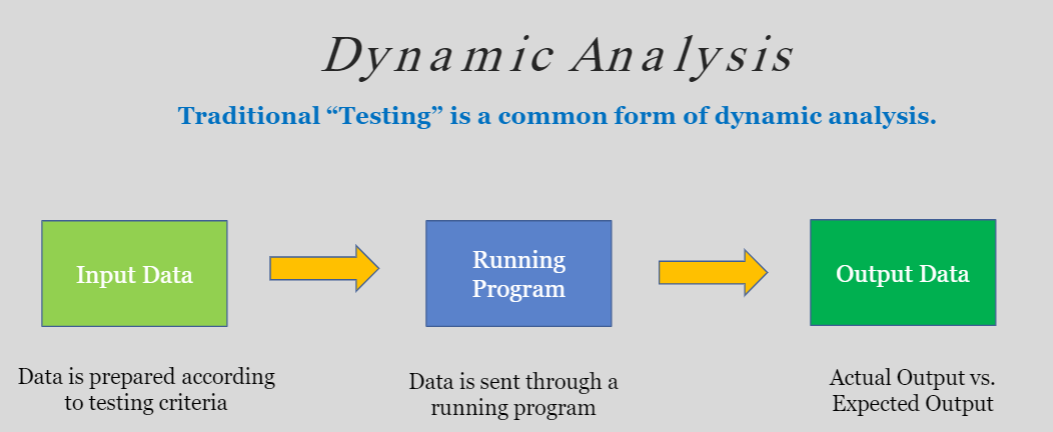 Dynamic Analysis
Traditional “Testing” is a common form of dynamic analysis.
Input Data
Running
Program
Output Data
Data is prepared according
to testing criteria
Data is sent through a
running program
Actual Output vs.
Expected Output